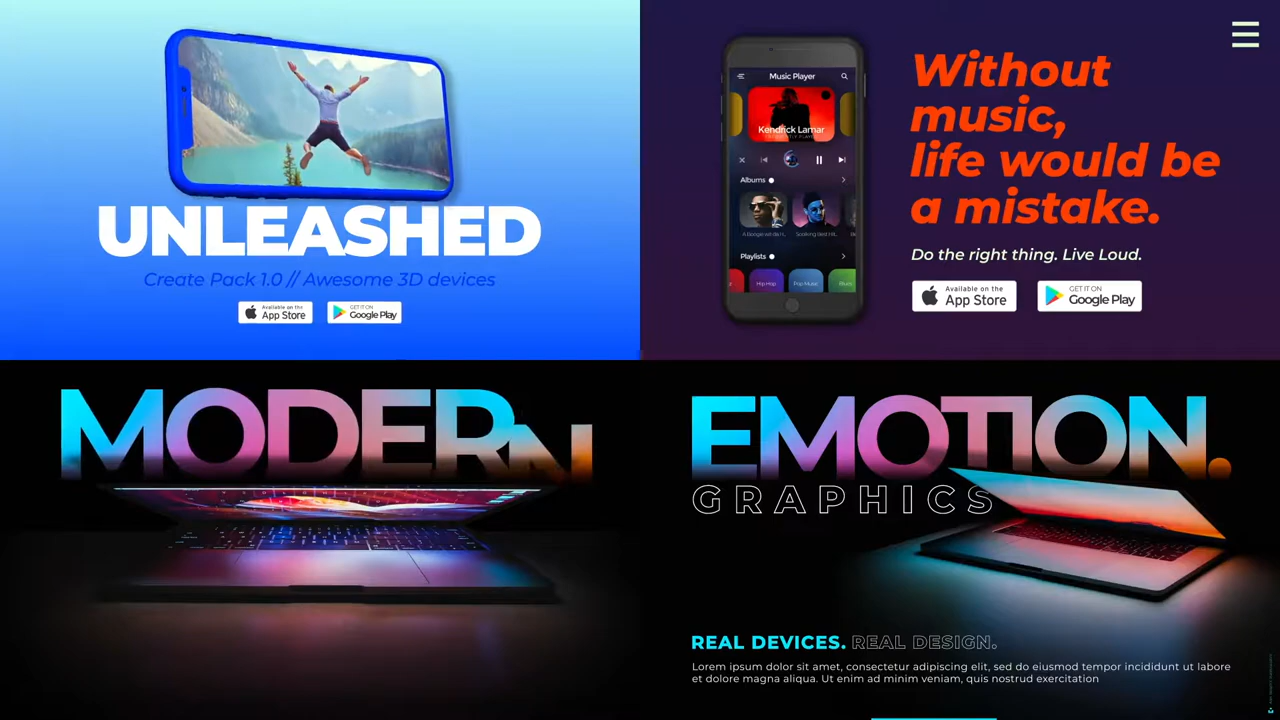 UNLEASHED
Create Pack 1.0 // Awesome 3D devices
Available on the
App Store
GET IT ON
Google Play
Music Player
Kendrick Lamar
Albums
Playlists
Hip Hop
Pop Music
Blues
Without
music,
life would be
a mistake.
Do the right thing. Live Loud.
Available on the
App Store
GET IT ON
Google Play
MODERN
EMOTION.
GRAPHICS
REAL DEVICES. REAL DESIGN.
Lorem ipsum dolor sit amet, consectetur adipiscing elit, sed do eiusmod tempor incididunt ut labore
et dolore magna aliqua. Ut enim ad minim veniam, quis nostrud exercitation